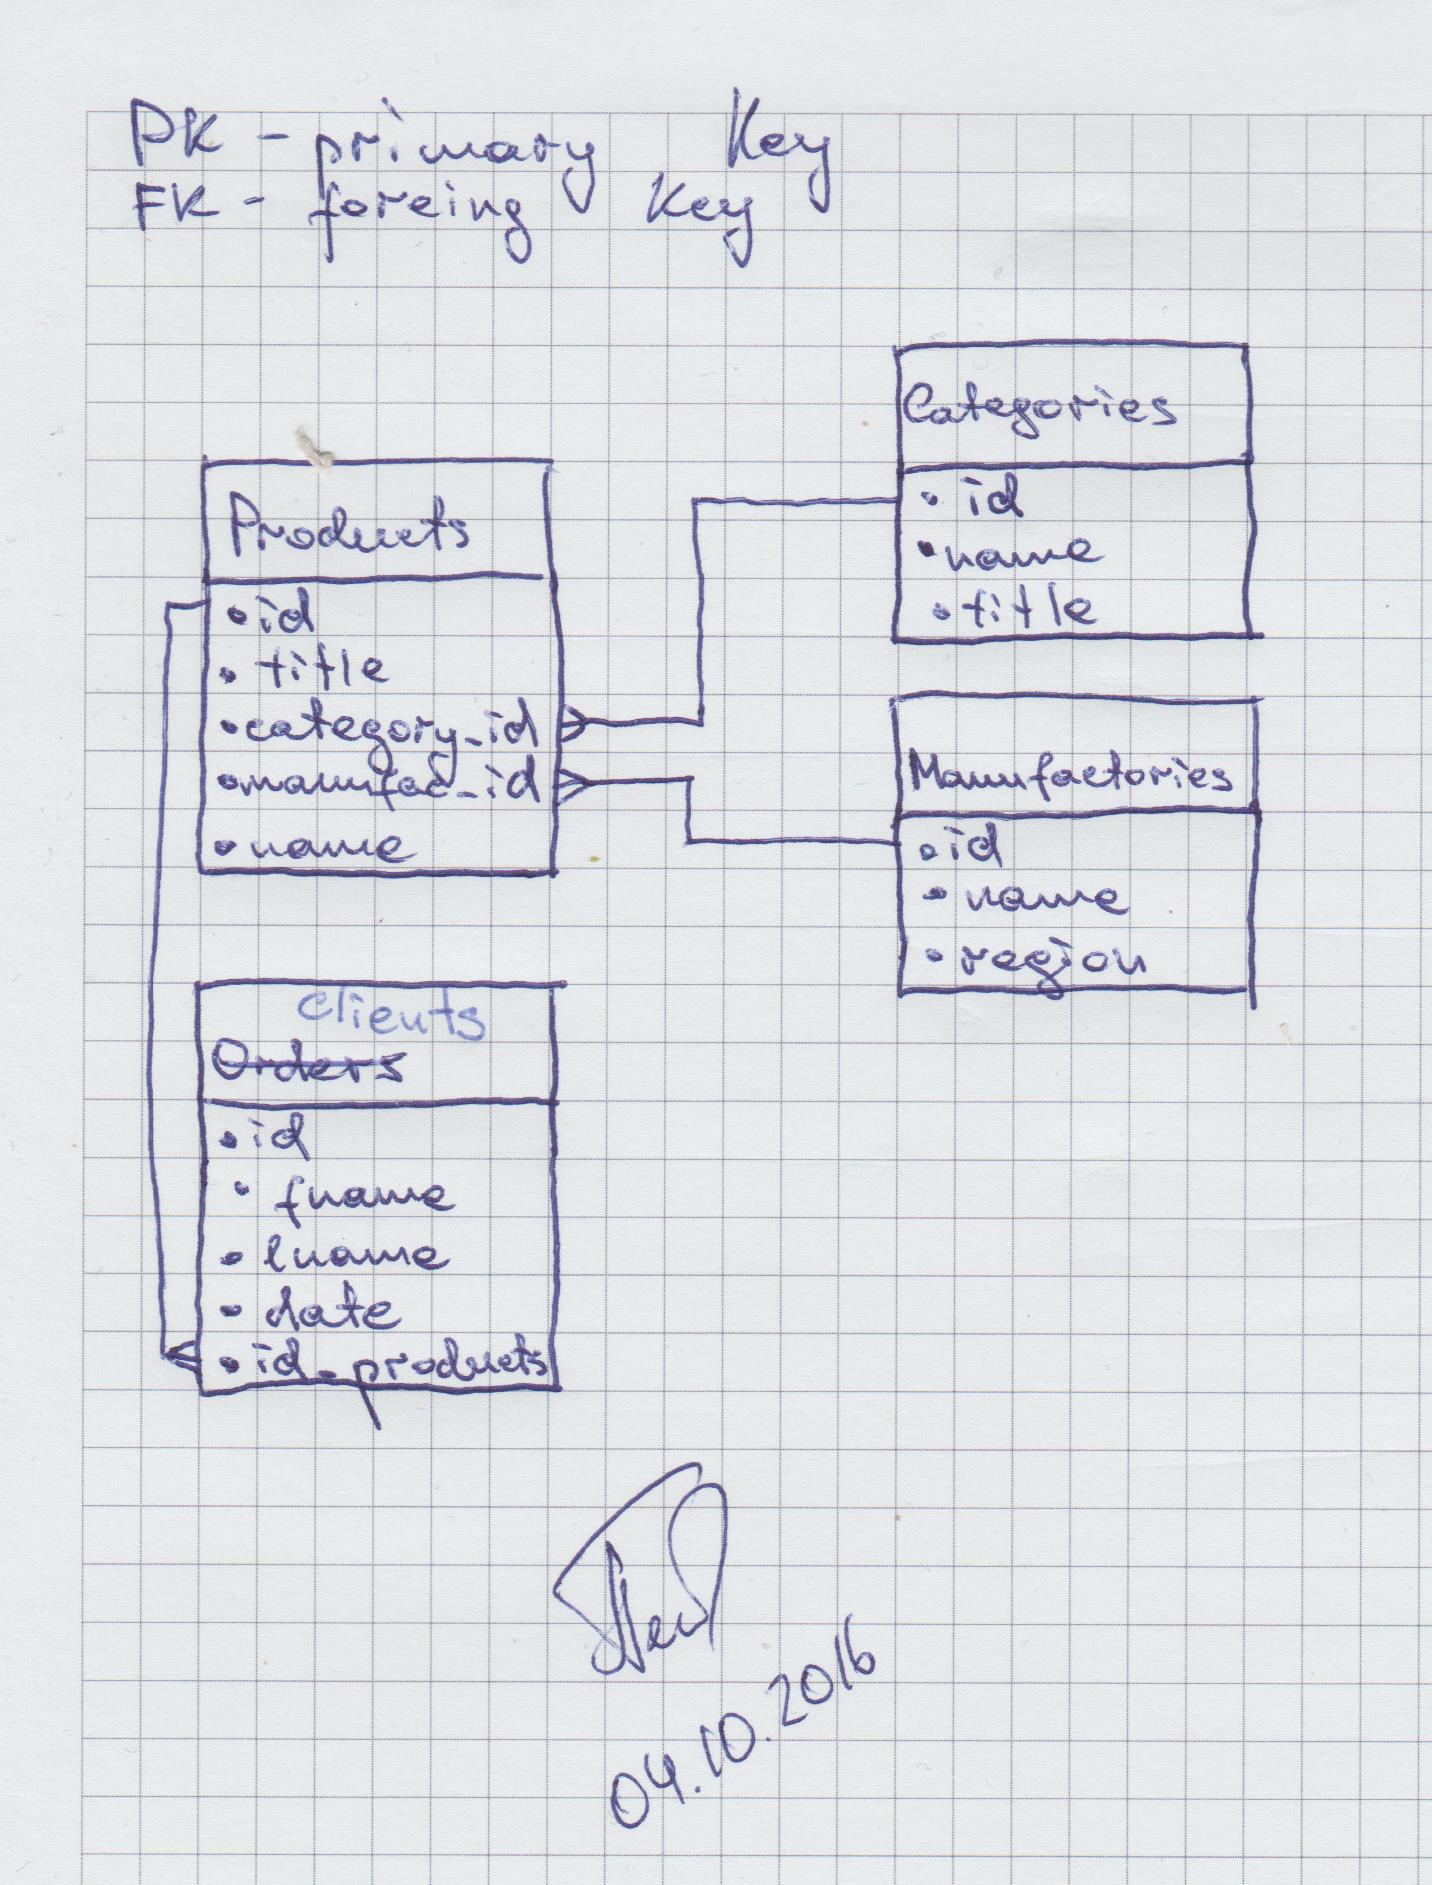 PK - primary Key
FK - foreing Key
Categories
• id
• name
• title
Products
• id
• title
• category_id
• manufac_id
• name
Manufactories
• id
• name
• region
Clients
Orders
• id
• fname
• lname
• date
• id_products
04.10.2016